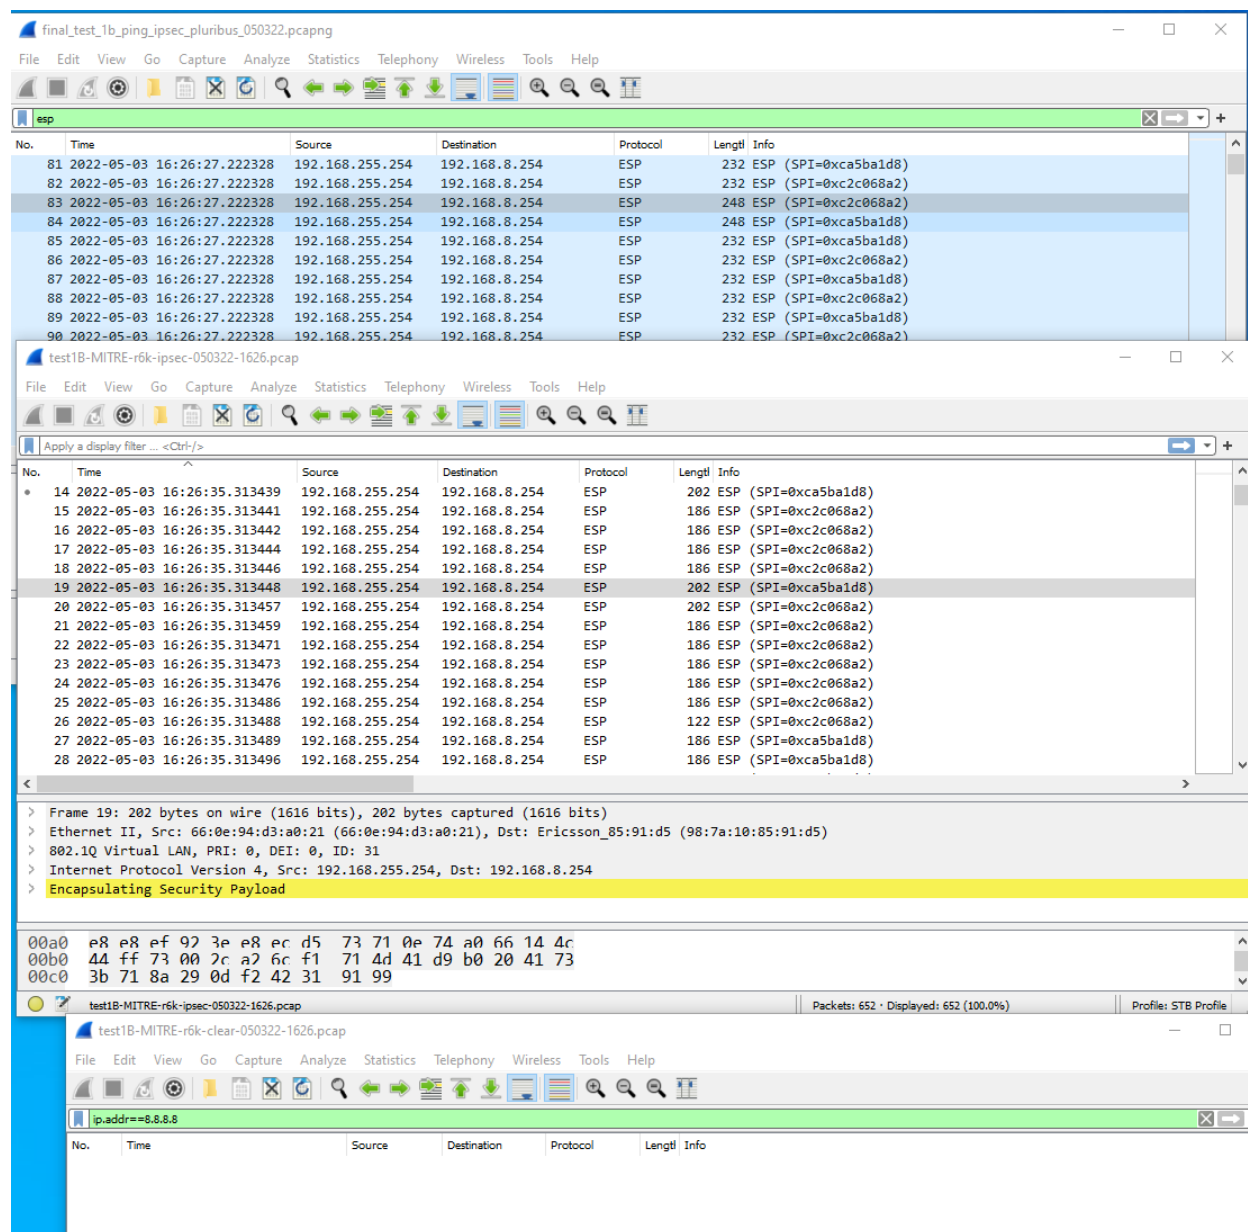 final_test_1b_ping_ipsec_pluribus_050322.pcapng
File Edit View Go Capture Analyze Statistics Telephony Wireless Tools Help
esp
No. Time Source Destination Protocol Lengtl Info
81 2022-05-03 16:26:27.222328 192.168.255.254 192.168.8.254 ESP 232 ESP (SPI=0xca5ba1d8)
82 2022-05-03 16:26:27.222328 192.168.255.254 192.168.8.254 ESP 232 ESP (SPI=0xc2c068a2)
83 2022-05-03 16:26:27.222328 192.168.255.254 192.168.8.254 ESP 248 ESP (SPI=0xc2c068a2)
84 2022-05-03 16:26:27.222328 192.168.255.254 192.168.8.254 ESP 248 ESP (SPI=0xca5ba1d8)
85 2022-05-03 16:26:27.222328 192.168.255.254 192.168.8.254 ESP 232 ESP (SPI=0xca5ba1d8)
86 2022-05-03 16:26:27.222328 192.168.255.254 192.168.8.254 ESP 232 ESP (SPI=0xc2c068a2)
87 2022-05-03 16:26:27.222328 192.168.255.254 192.168.8.254 ESP 232 ESP (SPI=0xca5ba1d8)
88 2022-05-03 16:26:27.222328 192.168.255.254 192.168.8.254 ESP 232 ESP (SPI=0xc2c068a2)
89 2022-05-03 16:26:27.222328 192.168.255.254 192.168.8.254 ESP 232 ESP (SPI=0xca5ba1d8)
90 2022-05-03 16:26:27.222328 192.168.255.254 192.168.8.254 ESP 232 ESP (SPI=0xc2c068a2)
test1B-MITRE-r6k-ipsec-050322-1626.pcap
File Edit View Go Capture Analyze Statistics Telephony Wireless Tools Help
Apply a display filter ... <Ctrl-/>
No. Time Source Destination Protocol Lengtl Info
14 2022-05-03 16:26:35.313439 192.168.255.254 192.168.8.254 ESP 202 ESP (SPI=0xca5ba1d8)
15 2022-05-03 16:26:35.313441 192.168.255.254 192.168.8.254 ESP 186 ESP (SPI=0xc2c068a2)
16 2022-05-03 16:26:35.313442 192.168.255.254 192.168.8.254 ESP 186 ESP (SPI=0xc2c068a2)
17 2022-05-03 16:26:35.313444 192.168.255.254 192.168.8.254 ESP 186 ESP (SPI=0xc2c068a2)
18 2022-05-03 16:26:35.313446 192.168.255.254 192.168.8.254 ESP 186 ESP (SPI=0xc2c068a2)
19 2022-05-03 16:26:35.313448 192.168.255.254 192.168.8.254 ESP 202 ESP (SPI=0xca5ba1d8)
20 2022-05-03 16:26:35.313457 192.168.255.254 192.168.8.254 ESP 202 ESP (SPI=0xc2c068a2)
21 2022-05-03 16:26:35.313459 192.168.255.254 192.168.8.254 ESP 186 ESP (SPI=0xc2c068a2)
22 2022-05-03 16:26:35.313471 192.168.255.254 192.168.8.254 ESP 186 ESP (SPI=0xc2c068a2)
23 2022-05-03 16:26:35.313473 192.168.255.254 192.168.8.254 ESP 186 ESP (SPI=0xc2c068a2)
24 2022-05-03 16:26:35.313476 192.168.255.254 192.168.8.254 ESP 186 ESP (SPI=0xc2c068a2)
25 2022-05-03 16:26:35.313486 192.168.255.254 192.168.8.254 ESP 186 ESP (SPI=0xc2c068a2)
26 2022-05-03 16:26:35.313488 192.168.255.254 192.168.8.254 ESP 122 ESP (SPI=0xc2c068a2)
27 2022-05-03 16:26:35.313489 192.168.255.254 192.168.8.254 ESP 186 ESP (SPI=0xca5ba1d8)
28 2022-05-03 16:26:35.313496 192.168.255.254 192.168.8.254 ESP 186 ESP (SPI=0xca5ba1d8)
Frame 19: 202 bytes on wire (1616 bits), 202 bytes captured (1616 bits)
Ethernet II, Src: 66:0e:94:d3:a0:21 (66:0e:94:d3:a0:21), Dst: Ericsson_85:91:d5 (98:7a:10:85:91:d5)
802.1Q Virtual LAN, PRI: 0, DEI: 0, ID: 31
Internet Protocol Version 4, Src: 192.168.255.254, Dst: 192.168.8.254
Encapsulating Security Payload
00a0 e8 e8 ef 92 3e e8 ec d5 73 71 0e 74 a0 66 14 4c
00b0 44 ff 73 00 2c a2 6c f1 71 4d 41 d9 b0 20 41 73
00c0 3b 71 8a 29 0d f2 42 31 91 99
test1B-MITRE-r6k-ipsec-050322-1626.pcap Packets: 652 · Displayed: 652 (100.0%) Profile: STB Profile
test1B-MITRE-r6k-clear-050322-1626.pcap
File Edit View Go Capture Analyze Statistics Telephony Wireless Tools Help
ip.addr==8.8.8.8
No. Time Source Destination Protocol Lengtl Info